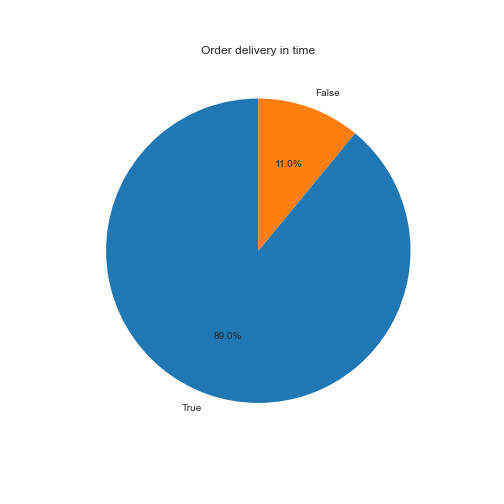 Order delivery in time
False
11.0%
89.0%
True